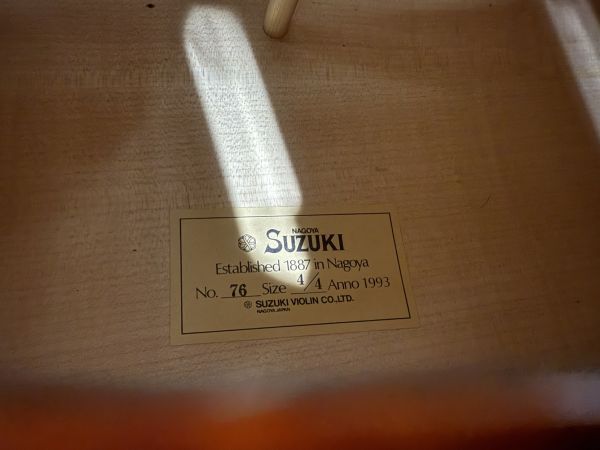 NAGOYA
SUZUKI
Established 1887 in Nagoya
No. 76 Size 4/4 Anno 1993
SUZUKI VIOLIN CO., LTD.
NAGOYA, JAPAN